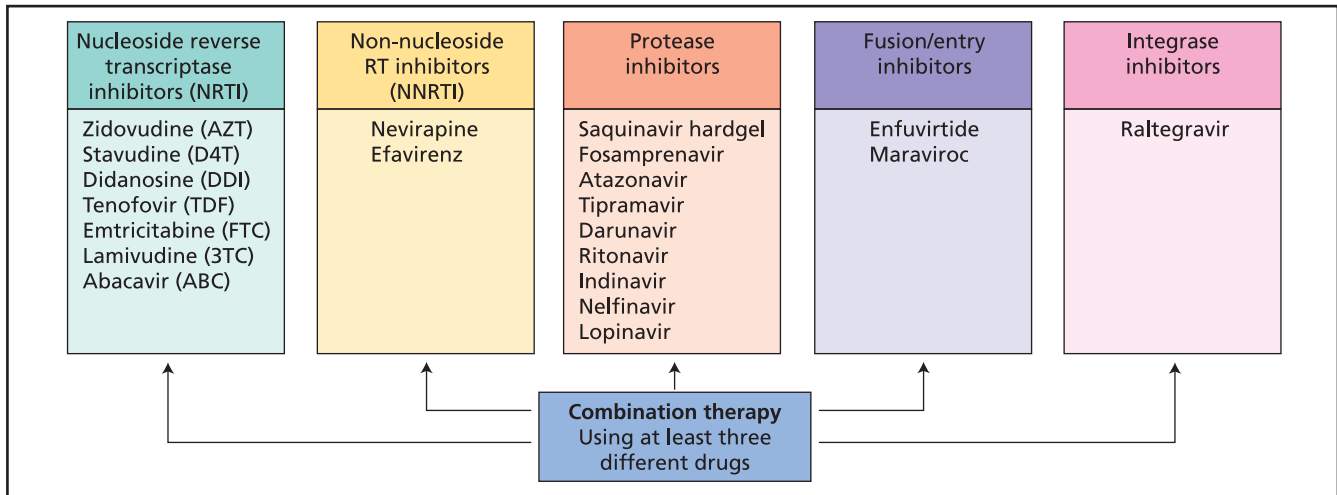 Nucleoside reverse
transcriptase
inhibitors (NRTI)
Zidovudine (AZT)
Stavudine (D4T)
Didanosine (DDI)
Tenofovir (TDF)
Emtricitabine (FTC)
Lamivudine (3TC)
Abacavir (ABC)
Non-nucleoside
RT inhibitors
(NNRTI)
Nevirapine
Efavirenz
Protease
inhibitors
Saquinavir hardgel
Fosamprenavir
Atazonavir
Tipramavir
Darunavir
Ritonavir
Indinavir
Nelfinavir
Lopinavir
Fusion/entry
inhibitors
Enfuvirtide
Maraviroc
Integrase
inhibitors
Raltegravir
Combination therapy
Using at least three
different drugs